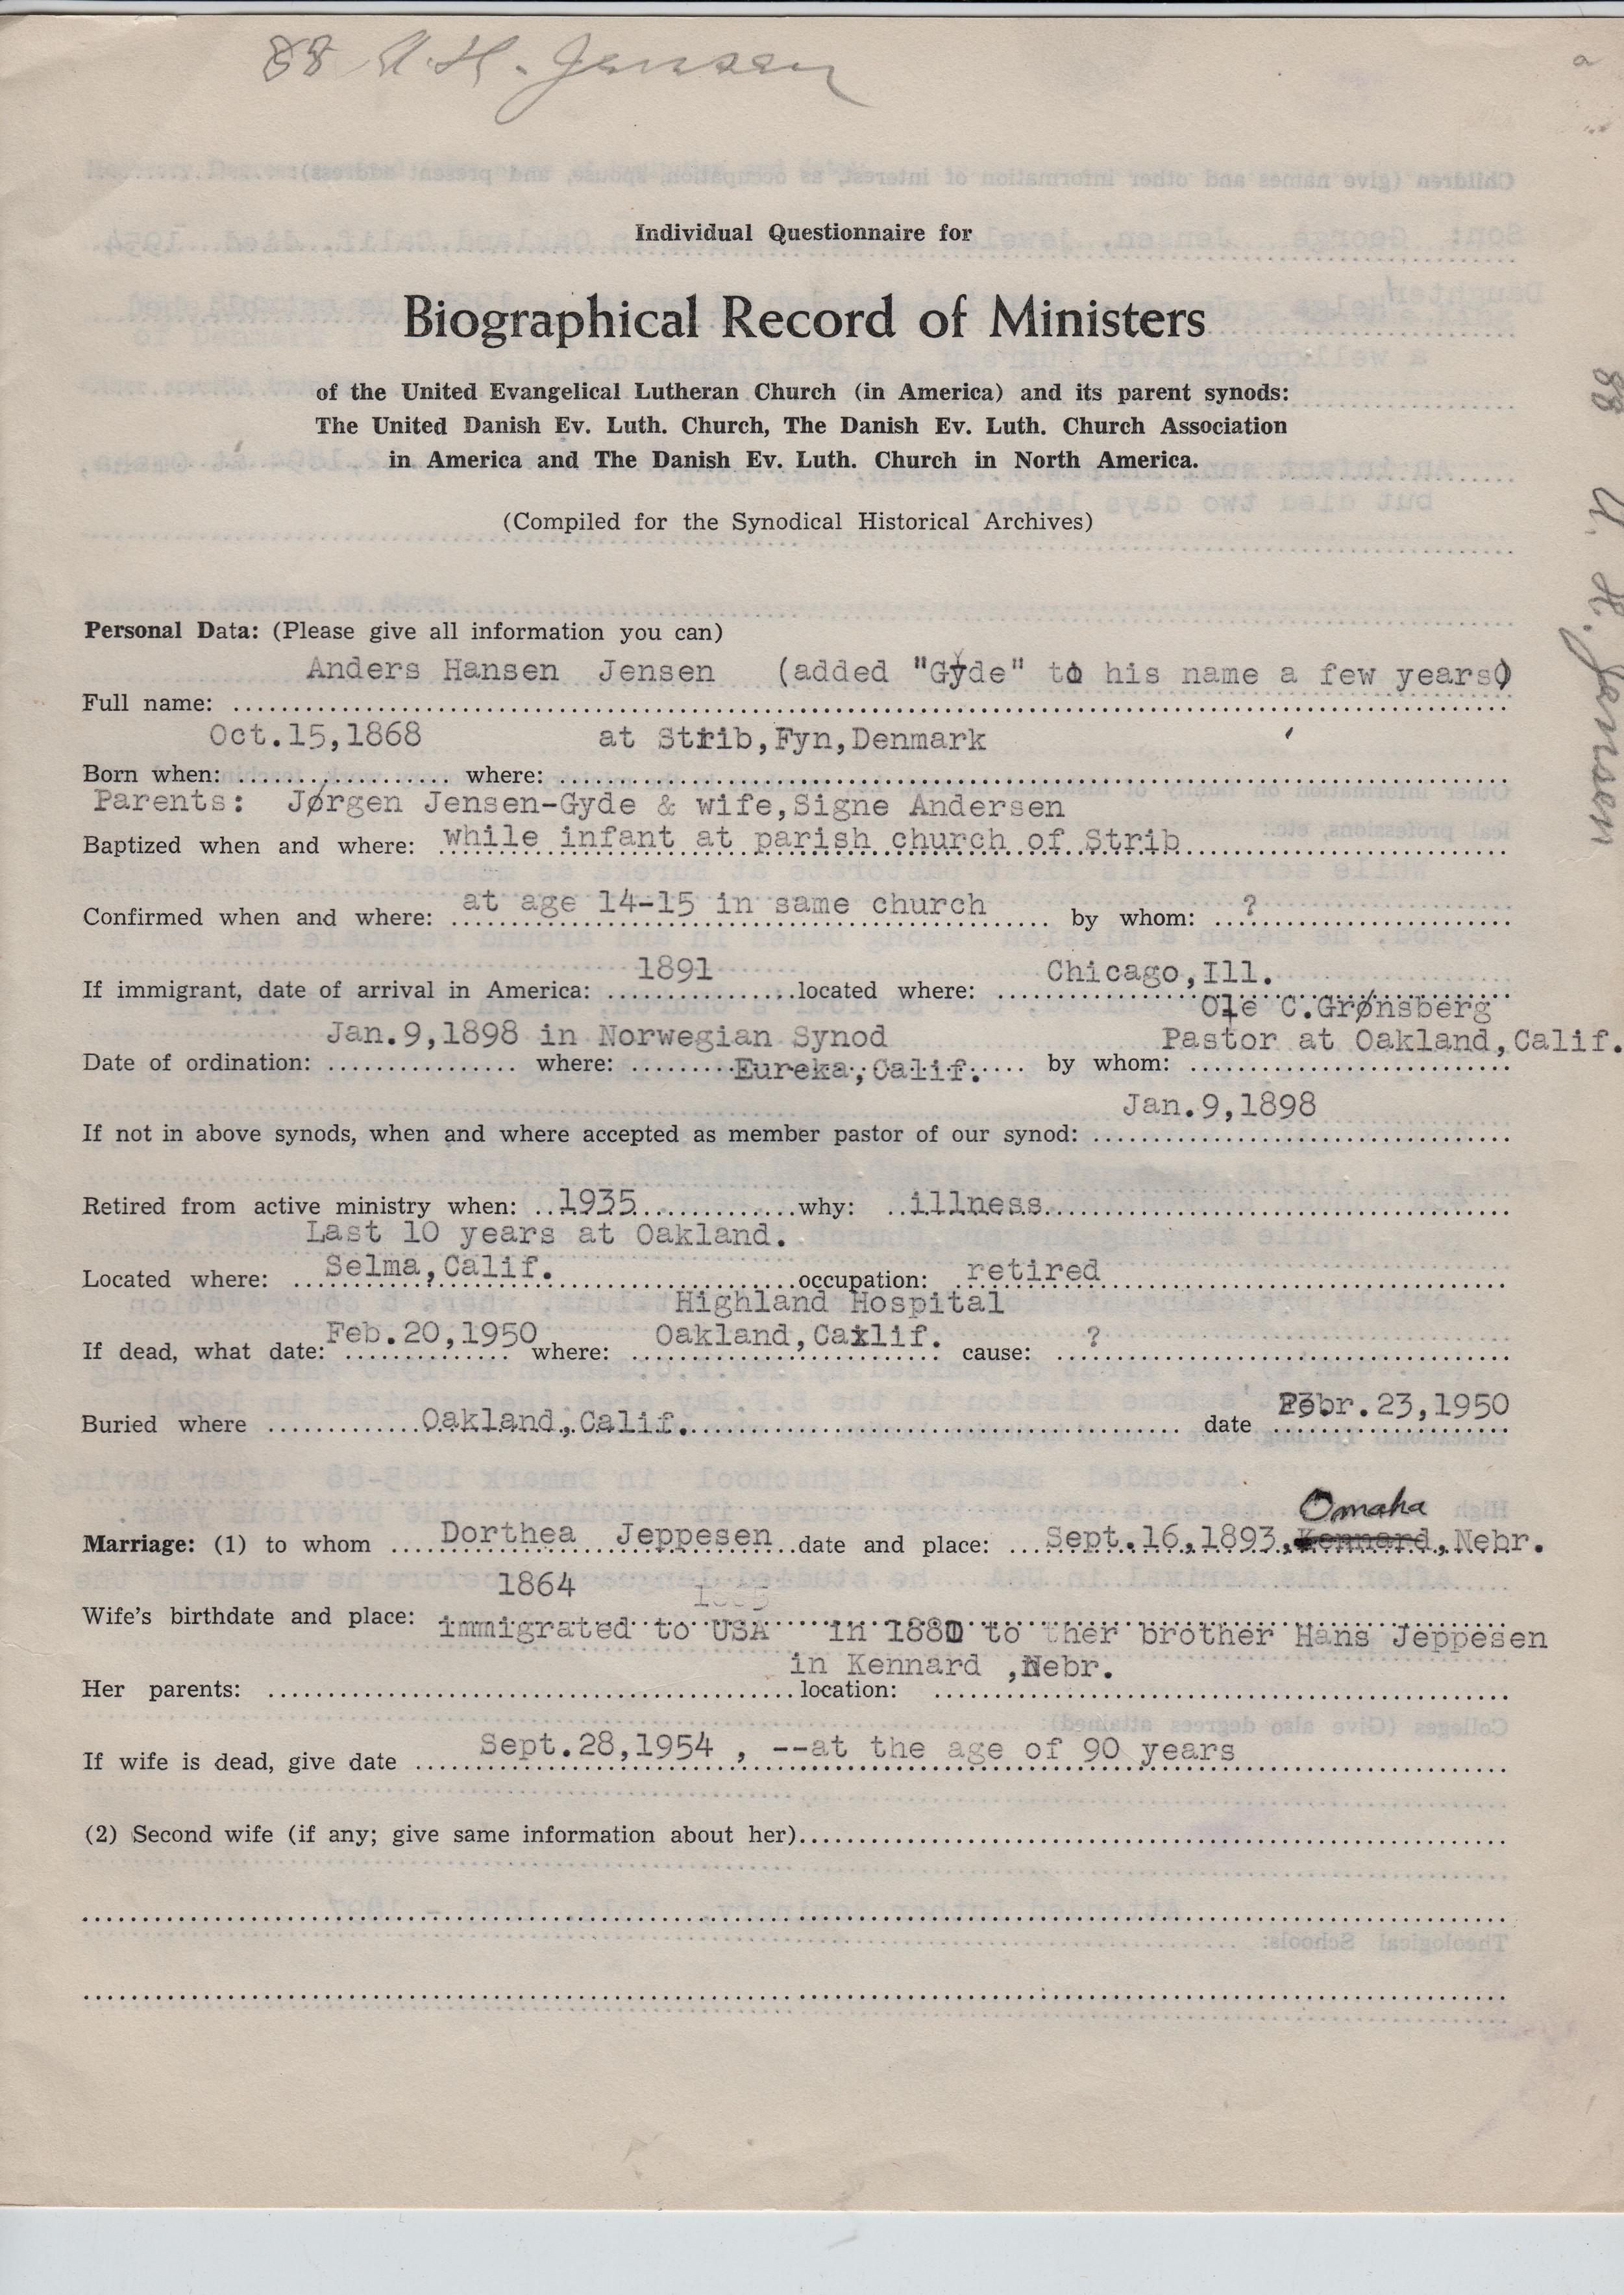 88 A. H. Jensen
Individual Questionnaire for
Biographical Record of Ministers
of the United Evangelical Lutheran Church (in America) and its parent synods:
The United Danish Ev. Luth. Church, The Danish Ev. Luth. Church Association
in America and The Danish Ev. Luth. Church in North America.
(Compiled for the Synodical Historical Archives)
88 A. H. Jensen
Personal Data: (Please give all information you can)
Anders Hansen Jensen (added "Gyde" to his name a few years)
Full name:
Oct.15,1868 at Strib,Fyn,Denmark
Born when: where:
Parents: Jørgen Jensen-Gyde & wife,Signe Andersen
Baptized when and where: while infant at parish church of Strib
Confirmed when and where: at age 14-15 in same church by whom: ?
1891 Chicago,Ill.
If immigrant, date of arrival in America: located where:
Ole C.Grønsberg
Jan.9,1898 in Norwegian Synod Pastor at Oakland,Calif.
Date of ordination: where: Eureka,Calif. by whom:
Jan.9,1898
If not in above synods, when and where accepted as member pastor of our synod:
Retired from active ministry when: 1935 why: illness
Last 10 years at Oakland.
Located where: Selma,Calif. occupation: retired
Highland Hospital
Feb.20,1950 Oakland,Caxlif. ?
If dead, what date: where: cause:
Febr.23,1950
Buried where Oakland,Calif. date
Omaha
Marriage: (1) to whom Dorthea Jeppesen date and place: Sept.16,1893,Kennard,Nebr.
1864
Wife's birthdate and place:
immigrated to USA in 1880 to her brother Hans Jeppesen
in Kennard ,Nebr.
Her parents: location:
Sept.28,1954 , --at the age of 90 years
If wife is dead, give date
(2) Second wife (if any; give same information about her)